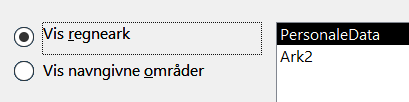 Vis regneark
Vis navngivne områder
PersonaleData
Ark2